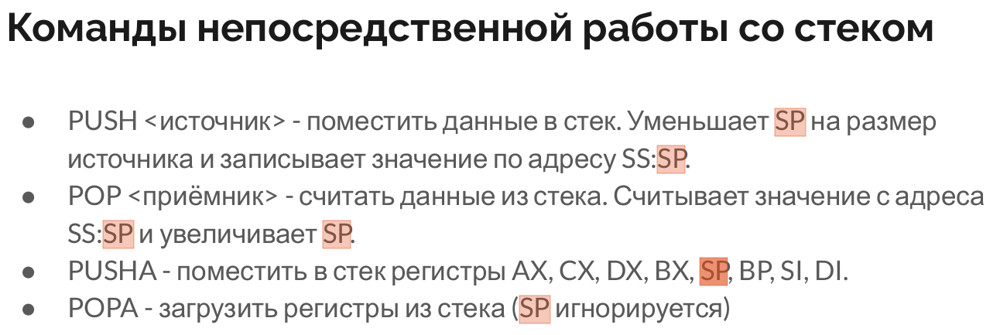 Команды непосредственной работы со стеком
● PUSH <источник> - поместить данные в стек. Уменьшает SP на размер
источника и записывает значение по адресу SS:SP.
● POP <приёмник> - считать данные из стека. Считывает значение с адреса
SS:SP и увеличивает SP.
● PUSHA - поместить в стек регистры AX, CX, DX, BX, SP, BP, SI, DI.
● POPA - загрузить регистры из стека (SP игнорируется)